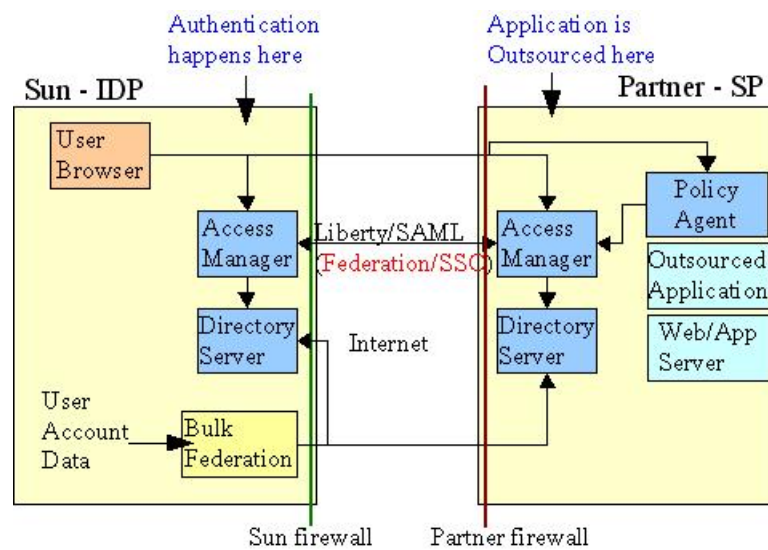 Authentication
happens here
Application is
Outsourced here
Sun - IDP
Partner - SP
User
Browser
Policy
Agent
Access
Manager
Liberty/SAML
(Federation/SSO)
Access
Manager
Outsourced
Application
Directory
Server
Internet
Directory
Server
Web/App
Server
User
Account
Data
Bulk
Federation
Sun firewall
Partner firewall